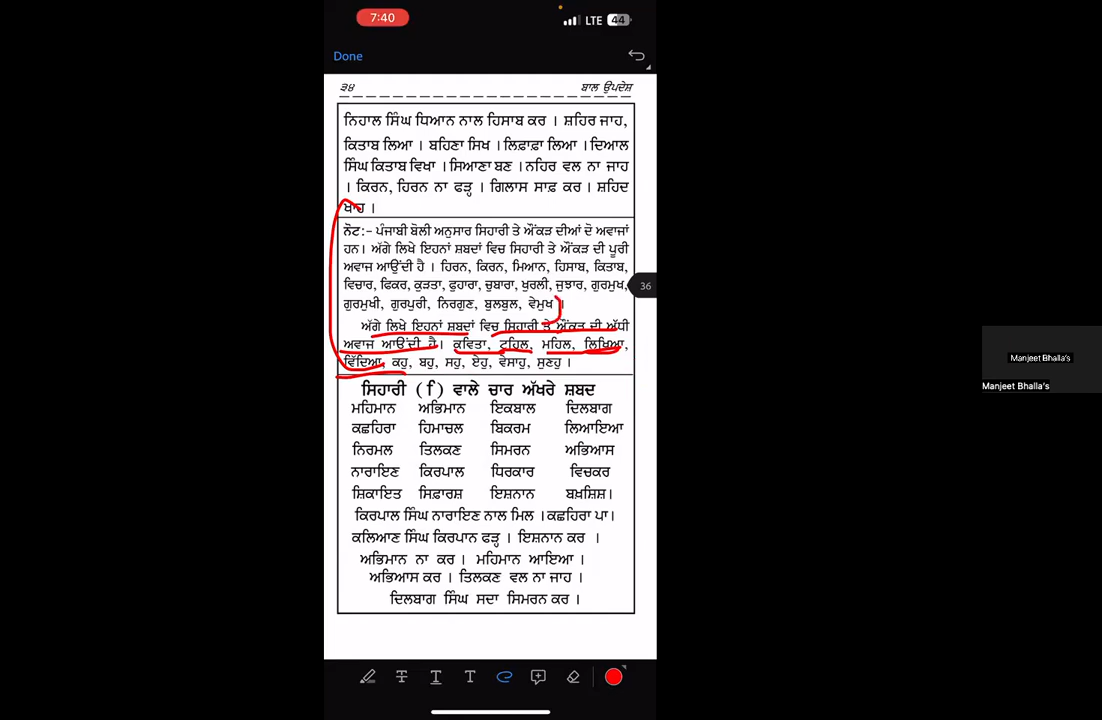 7:40
LTE 44
Done
੩੪ ਬਾਲ ਉਪਦੇਸ਼
ਨਿਹਾਲ ਸਿੰਘ ਧਿਆਨ ਨਾਲ ਹਿਸਾਬ ਕਰ । ਸ਼ਹਿਰ ਜਾਹ,
ਕਿਤਾਬ ਲਿਆ । ਬਹਿਣਾ ਸਿਖ । ਲਿਫ਼ਾਫ਼ਾ ਲਿਆ । ਦਿਆਲ
ਸਿੰਘ ਕਿਤਾਬ ਵਿਖਾ । ਸਿਆਣਾ ਬਣ । ਨਹਿਰ ਵਲ ਨਾ ਜਾਹ
। ਕਿਰਨ, ਹਿਰਨ ਨਾ ਫੜ੍ਹ । ਗਿਲਾਸ ਸਾਫ਼ ਕਰ । ਸ਼ਹਿਦ
ਖਾਹ ।
ਨੋਟ:- ਪੰਜਾਬੀ ਬੋਲੀ ਅਨੁਸਾਰ ਸਿਹਾਰੀ ਤੇ ਔਂਕੜ ਦੀਆਂ ਦੋ ਅਵਾਜਾਂ
ਹਨ। ਅੱਗੇ ਲਿਖੇ ਇਹਨਾਂ ਸ਼ਬਦਾਂ ਵਿਚ ਸਿਹਾਰੀ ਤੇ ਔਂਕੜ ਦੀ ਪੂਰੀ
ਅਵਾਜ ਆਉਂਦੀ ਹੈ । ਹਿਰਨ, ਕਿਰਨ, ਮਿਆਨ, ਹਿਸਾਬ, ਕਿਤਾਬ,
ਵਿਚਾਰ, ਫਿਕਰ, ਕੁੜਤਾ, ਫੁਹਾਰਾ, ਚੁਬਾਰਾ, ਖੁਰਲੀ, ਜੁਝਾਰ, ਗੁਰਮੁਖ,
ਗੁਰਮੁਖੀ, ਗੁਰਪੁਰੀ, ਨਿਰਗੁਣ, ਬੁਲਬੁਲ, ਵੇਮੁਖ ।
ਅੱਗੇ ਲਿਖੇ ਇਹਨਾਂ ਸ਼ਬਦਾਂ ਵਿਚ ਸਿਹਾਰੀ ਤੇ ਔਂਕੜ ਦੀ ਅੱਧੀ
ਅਵਾਜ ਆਉਂਦੀ ਹੈ। ਕਵਿਤਾ, ਟਹਿਲ, ਮਹਿਲ, ਲਿਖਿਆ,
ਵਿੱਦਿਆ, ਕਹੁ, ਬਹੁ, ਸਹੁ, ਏਹੁ, ਵੇਸਾਹੁ, ਸੁਣਹੁ ।
ਸਿਹਾਰੀ ( ਿ) ਵਾਲੇ ਚਾਰ ਅੱਖਰੇ ਸ਼ਬਦ
ਮਹਿਮਾਨ ਅਭਿਮਾਨ ਇਕਬਾਲ ਦਿਲਬਾਗ
ਕਛਹਿਰਾ ਹਿਮਾਚਲ ਬਿਕਰਮ ਲਿਆਇਆ
ਨਿਰਮਲ ਤਿਲਕਣ ਸਿਮਰਨ ਅਭਿਆਸ
ਨਾਰਾਇਣ ਕਿਰਪਾਲ ਧਿਰਕਾਰ ਵਿਚਕਰ
ਸ਼ਿਕਾਇਤ ਸਿਫ਼ਾਰਸ਼ ਇਸ਼ਨਾਨ ਬਖ਼ਸ਼ਿਸ਼।
ਕਿਰਪਾਲ ਸਿੰਘ ਨਾਰਾਇਣ ਨਾਲ ਮਿਲ । ਕਛਹਿਰਾ ਪਾ।
ਕਲਿਆਣ ਸਿੰਘ ਕਿਰਪਾਨ ਫੜ੍ਹ । ਇਸ਼ਨਾਨ ਕਰ ।
ਅਭਿਮਾਨ ਨਾ ਕਰ । ਮਹਿਮਾਨ ਆਇਆ ।
ਅਭਿਆਸ ਕਰ । ਤਿਲਕਣ ਵਲ ਨਾ ਜਾਹ ।
ਦਿਲਬਾਗ ਸਿੰਘ ਸਦਾ ਸਿਮਰਨ ਕਰ ।
36
Manjeet Bhalla's
Manjeet Bhalla's